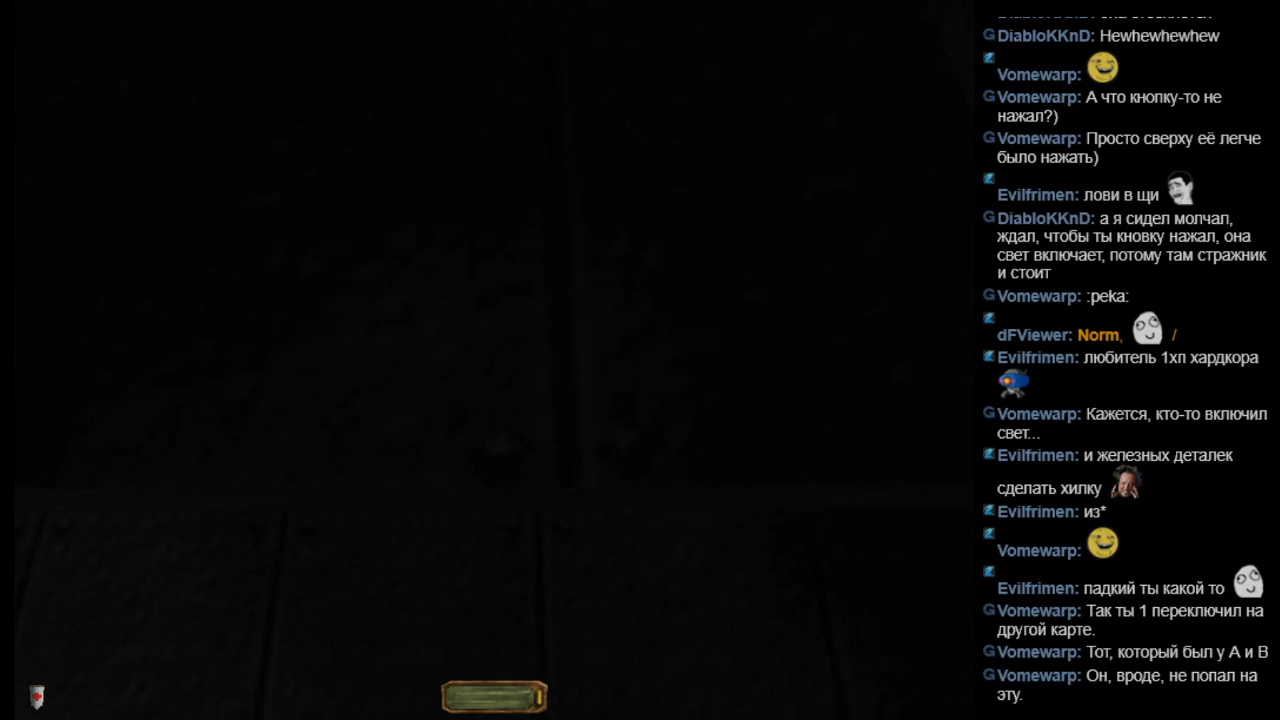 DiabloKKnD: Hewhewhewhew
Vomewarp:
Vomewarp: А что кнопку-то не
нажал?)
Vomewarp: Просто сверху её легче
было нажать)
Evilfrimen: лови в щи
DiabloKKnD: а я сидел молчал,
ждал, чтобы ты кновку нажал, она
свет включает, потому там стражник
и стоит
Vomewarp: :peka:
dFViewer: Norm, /
Evilfrimen: любитель 1хп хардкора
Vomewarp: Кажется, кто-то включил
свет...
Evilfrimen: и железных деталек
сделать хилку
Evilfrimen: из*
Vomewarp:
Evilfrimen: падкий ты какой то
Vomewarp: Так ты 1 переключил на
другой карте.
Vomewarp: Тот, который был у А и В
Vomewarp: Он, вроде, не попал на
эту.